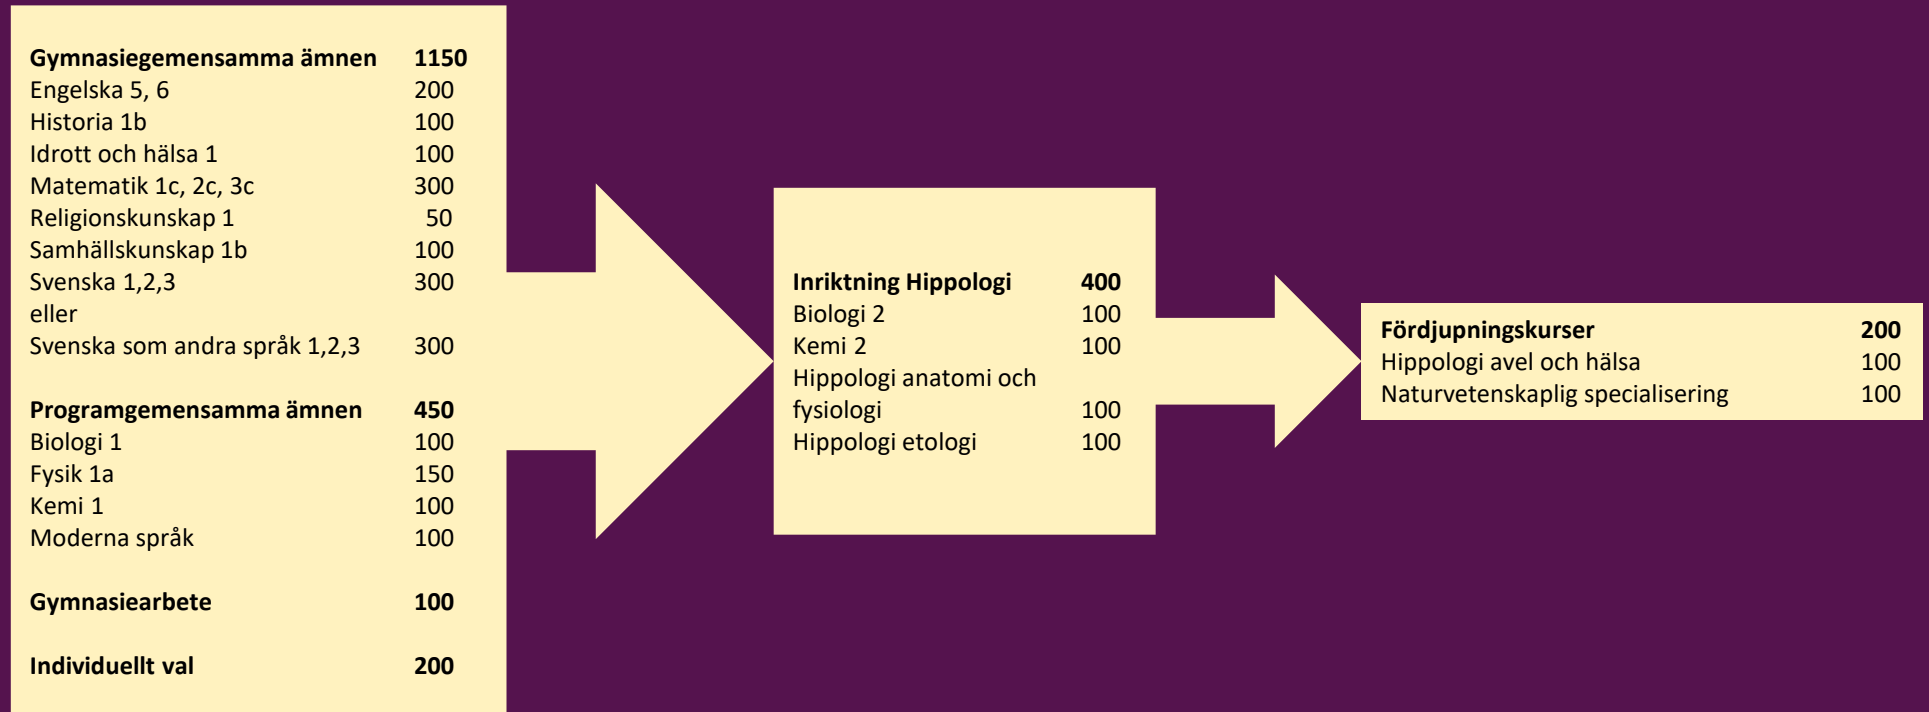 Gymnasiegemensamma ämnen 1150
Engelska 5, 6 200
Historia 1b 100
Idrott och hälsa 1 100
Matematik 1c, 2c, 3c 300
Religionskunskap 1 50
Samhällskunskap 1b 100
Svenska 1,2,3 300
eller
Svenska som andra språk 1,2,3 300
Programgemensamma ämnen 450
Biologi 1 100
Fysik 1a 150
Kemi 1 100
Moderna språk 100
Gymnasiearbete 100
Individuellt val 200
Inriktning Hippologi 400
Biologi 2 100
Kemi 2 100
Hippologi anatomi och
fysiologi 100
Hippologi etologi 100
Fördjupningskurser 200
Hippologi avel och hälsa 100
Naturvetenskaplig specialisering 100